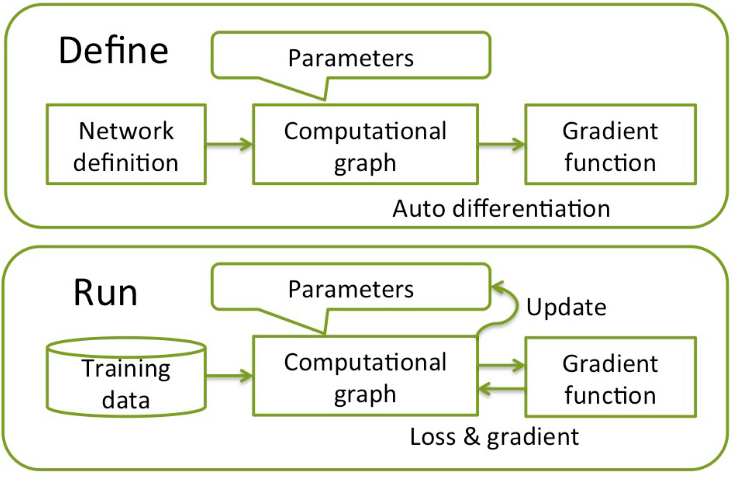 Define
Parameters
Network
definition
Computational
graph
Gradient
function
Auto differentiation
Run
Parameters
Update
Training
data
Computational
graph
Gradient
function
Loss & gradient